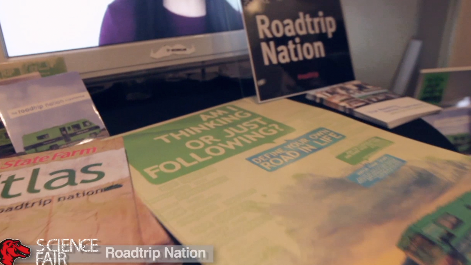 Roadtrip
Nation
AM I
THINKING
OR JUST
FOLLOWING?
DEFINE YOUR OWN
ROAD IN LIFE
State Farm
tlas
roadtrip nation
SCIENCE
FAIR
Roadtrip Nation